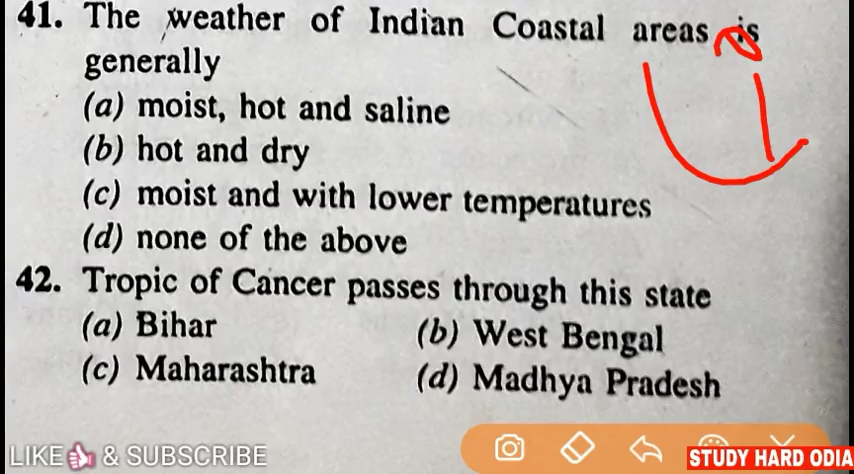 41. The weather of Indian Coastal areas is
generally
(a) moist, hot and saline
(b) hot and dry
(c) moist and with lower temperatures
(d) none of the above
42. Tropic of Cancer passes through this state
(a) Bihar (b) West Bengal
(c) Maharashtra (d) Madhya Pradesh
LIKE & SUBSCRIBE
STUDY HARD ODIA